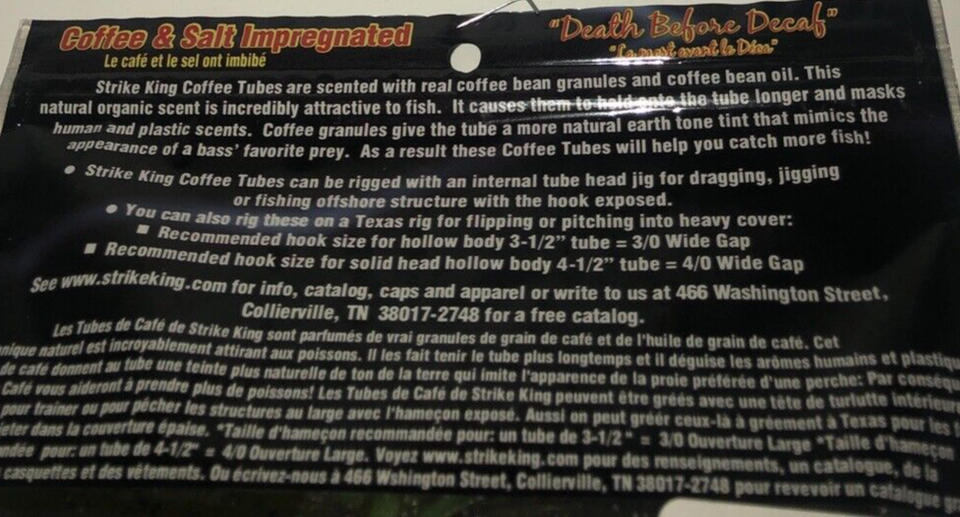 Coffee & Salt Impregnated
Le café et le sel ont imbibé
"Death Before Decaf"
"La mort avant le Déca"
Strike King Coffee Tubes are scented with real coffee bean granules and coffee bean oil. This
natural organic scent is incredibly attractive to fish. It causes them to hold onto the tube longer and masks
human and plastic scents. Coffee granules give the tube a more natural earth tone tint that mimics the
appearance of a bass' favorite prey. As a result these Coffee Tubes will help you catch more fish!
● Strike King Coffee Tubes can be rigged with an internal tube head jig for dragging, jigging
or fishing offshore structure with the hook exposed.
● You can also rig these on a Texas rig for flipping or pitching into heavy cover:
■ Recommended hook size for hollow body 3-1/2" tube = 3/0 Wide Gap
■ Recommended hook size for solid head hollow body 4-1/2" tube = 4/0 Wide Gap
See www.strikeking.com for info, catalog, caps and apparel or write to us at 466 Washington Street,
Collierville, TN 38017-2748 for a free catalog.
Les Tubes de Café de Strike King sont parfumés de vrai granules de grain de café et de l'huile de grain de café. Cet
nique naturel est incroyablement attirant aux poissons. Il les fait tenir le tube plus longtemps et il déguise les arômes humains et plastiqu
de café donnent au tube une teinte plus naturelle de ton de la terre qui imite l'apparence de la proie préférée d'une perche: Par conséqu
Café vous aideront à prendre plus de poissons! Les Tubes de Café de Strike King peuvent être gréés avec une tête de turlutte intérieur
pour traîner ou pour pêcher les structures au large avec l'hameçon exposé. Aussi on peut gréer ceux-là à gréement à Texas pour les
jeter dans la couverture épaise. *Taille d'hameçon recommandée pour: un tube de 3-1/2" = 3/0 Ouverture Large *Taille d'hameçon
ndée pour: un tube de 4-1/2" = 4/0 Ouverture Large. Voyez www.strikeking.com pour des renseignements, un catalogue, de la
casquettes et des vêtements. Ou écrivez-nous à 466 Wshington Street, Collierville, TN 38017-2748 pour revevoir un catalogue gra